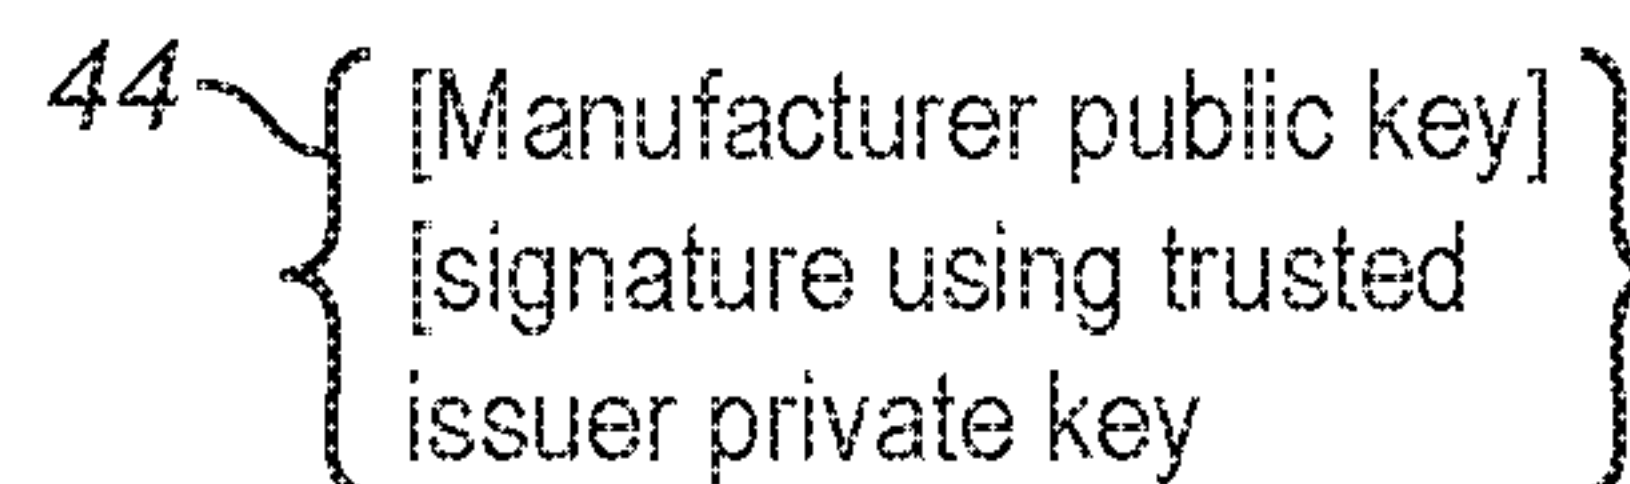 44 [Manufacturer public key]
[signature using trusted
issuer private key